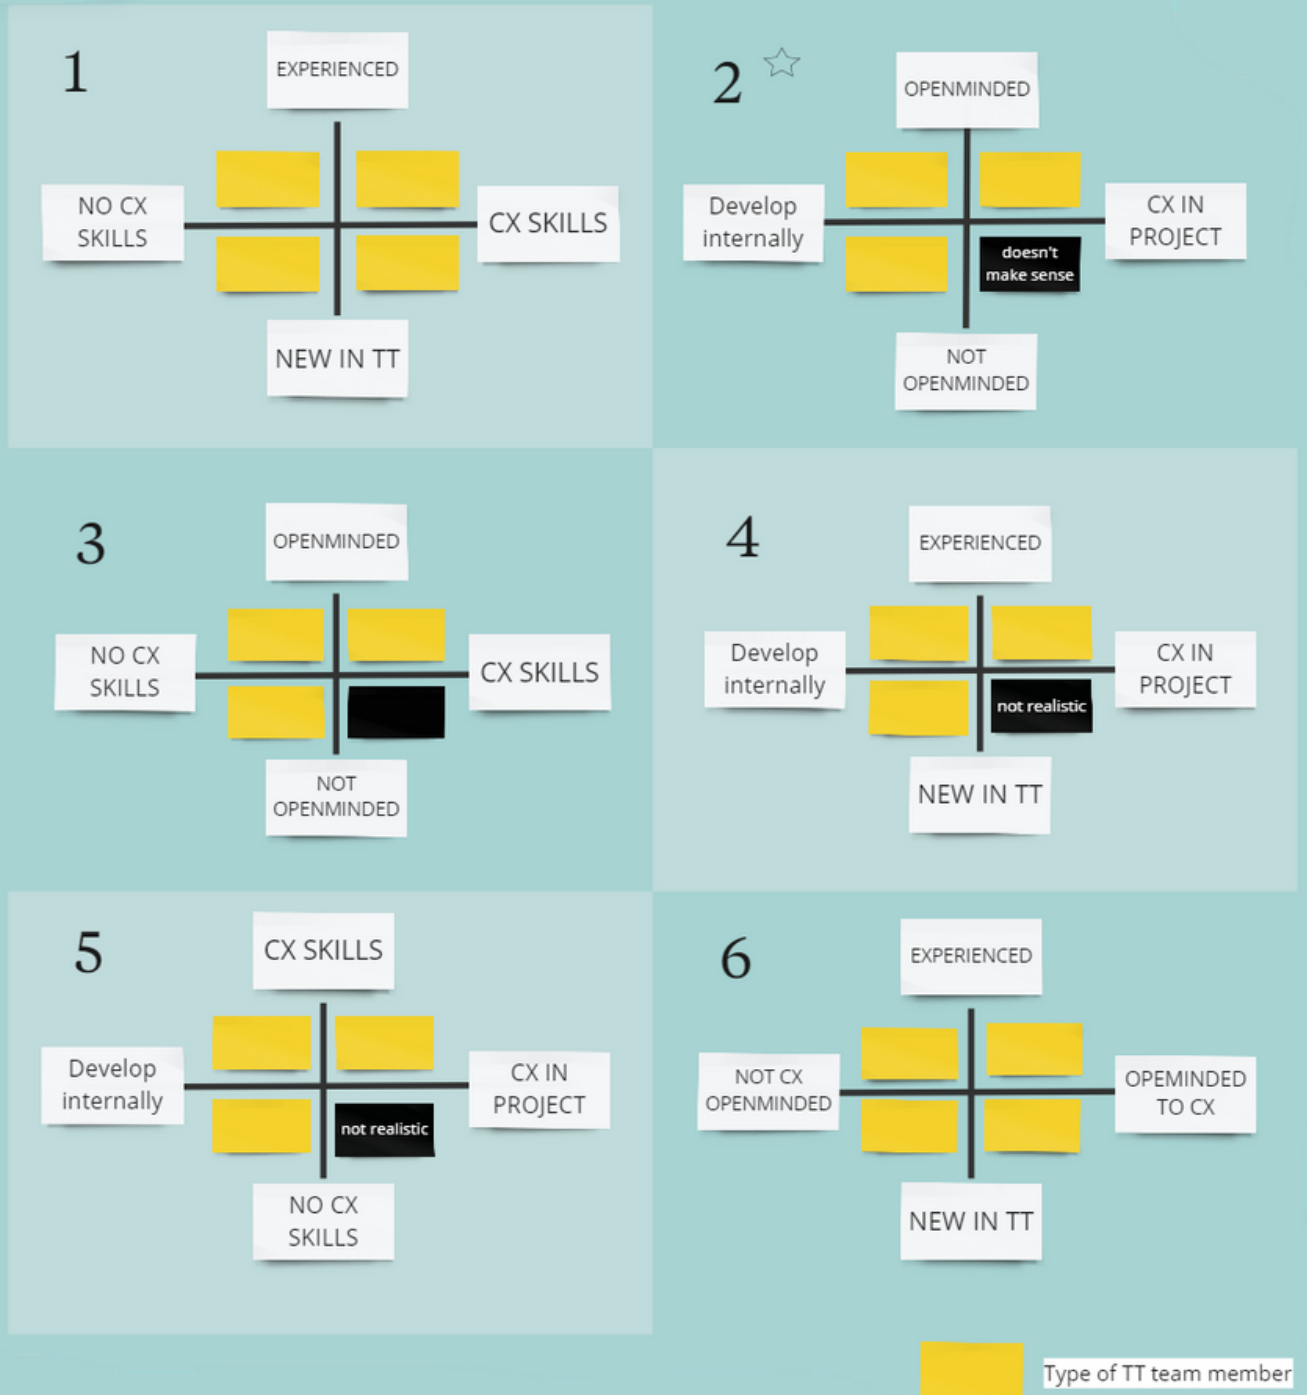 1
EXPERIENCED
NO CX
SKILLS
CX SKILLS
NEW IN TT
2
OPENMINDED
Develop
internally
CX IN
PROJECT
doesn't
make sense
NOT
OPENMINDED
3
OPENMINDED
NO CX
SKILLS
CX SKILLS
NOT
OPENMINDED
4
EXPERIENCED
Develop
internally
CX IN
PROJECT
not realistic
NEW IN TT
5
CX SKILLS
Develop
internally
CX IN
PROJECT
not realistic
NO CX
SKILLS
6
EXPERIENCED
NOT CX
OPENMINDED
OPEMINDED
TO CX
NEW IN TT
Type of TT team member